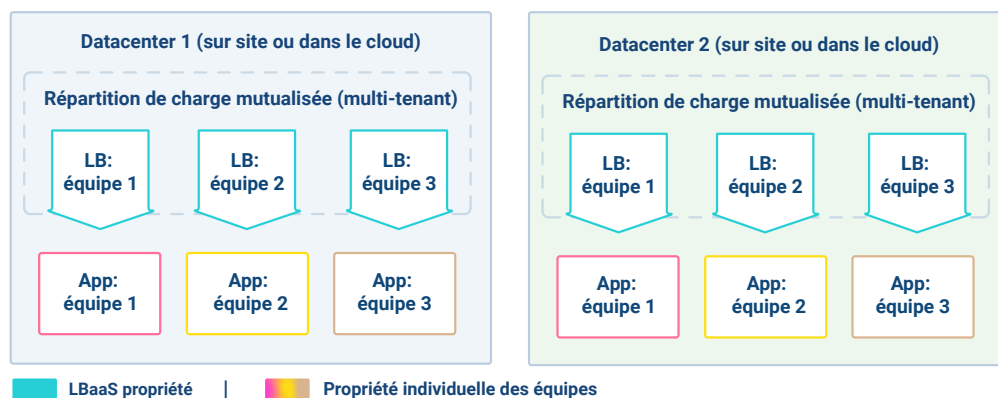 Datacenter 1 (sur site ou dans le cloud)
Répartition de charge mutualisée (multi-tenant)
LB:
équipe 1
LB:
équipe 2
LB:
équipe 3
App:
équipe 1
App:
équipe 2
App:
équipe 3
Datacenter 2 (sur site ou dans le cloud)
Répartition de charge mutualisée (multi-tenant)
LB:
équipe 1
LB:
équipe 2
LB:
équipe 3
App:
équipe 1
App:
équipe 2
App:
équipe 3
LBaaS propriété | Propriété individuelle des équipes